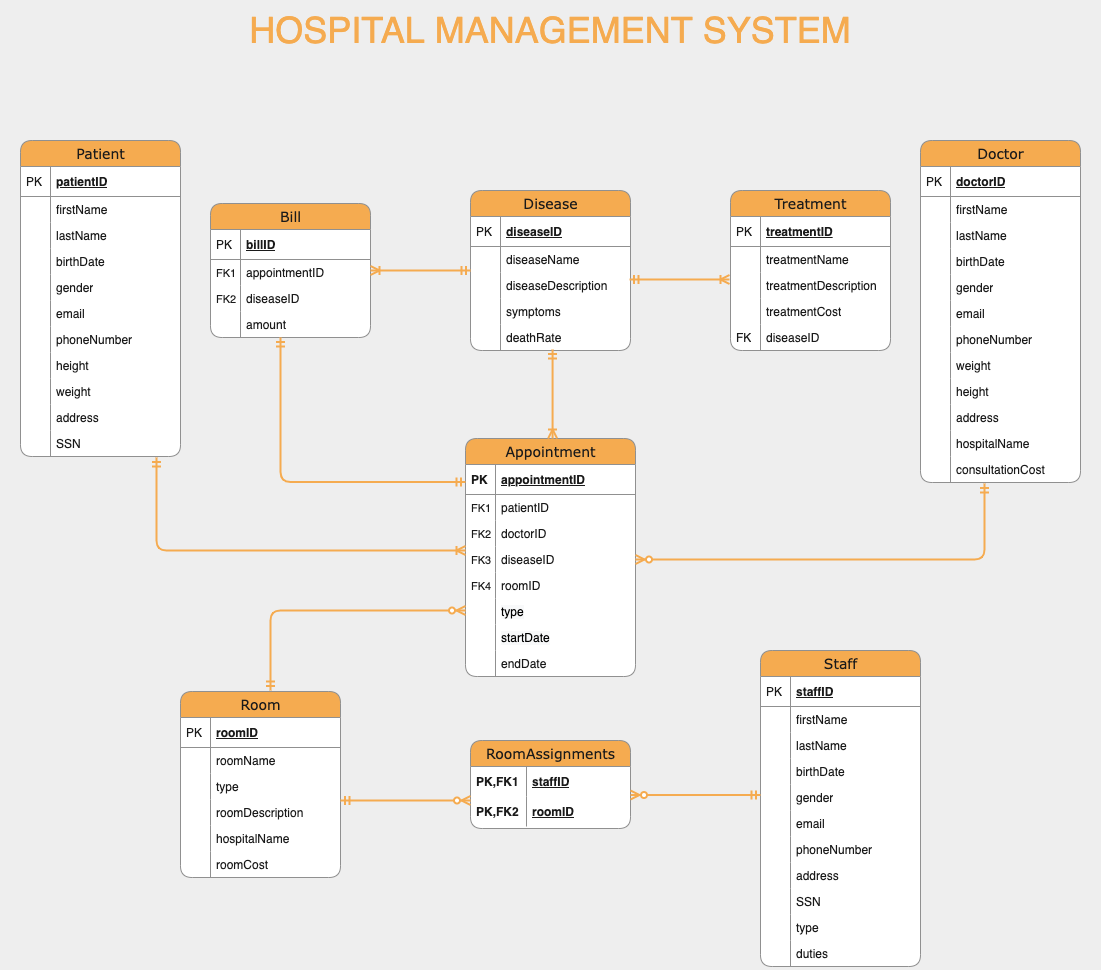 HOSPITAL MANAGEMENT SYSTEM
Patient
PK patientID
firstName
lastName
birthDate
gender
email
phoneNumber
height
weight
address
SSN
Bill
PK billID
FK1 appointmentID
FK2 diseaseID
amount
Disease
PK diseaseID
diseaseName
diseaseDescription
symptoms
deathRate
Treatment
PK treatmentID
treatmentName
treatmentDescription
treatmentCost
FK diseaseID
Doctor
PK doctorID
firstName
lastName
birthDate
gender
email
phoneNumber
weight
height
address
hospitalName
consultationCost
Appointment
PK appointmentID
FK1 patientID
FK2 doctorID
FK3 diseaseID
FK4 roomID
type
startDate
endDate
Room
PK roomID
roomName
type
roomDescription
hospitalName
roomCost
RoomAssignments
PK,FK1 staffID
PK,FK2 roomID
Staff
PK staffID
firstName
lastName
birthDate
gender
email
phoneNumber
address
SSN
type
duties